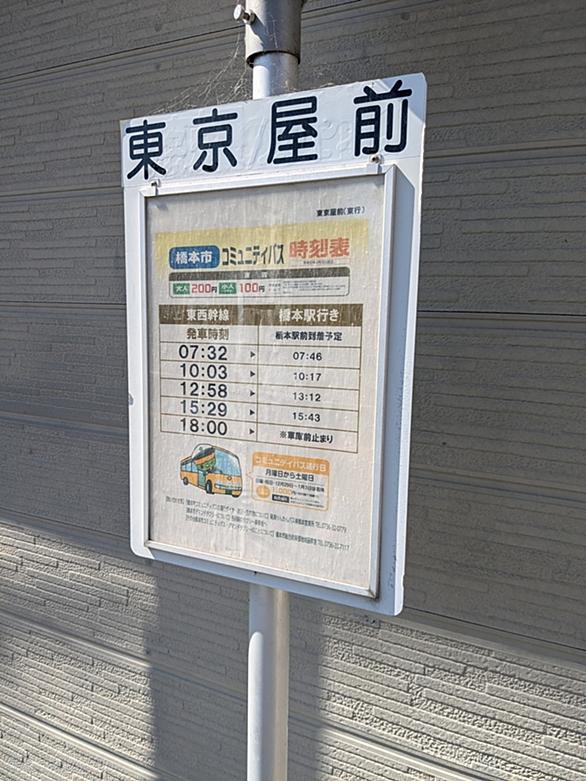 東京屋前
東京屋前(東行)
橋本市 コミュニティバス 時刻表
大人 200円 小人 100円
東西幹線 橋本駅行き
発車時刻 橋本駅前到着予定
07:32 ▶ 07:46
10:03 ▶ 10:17
12:58 ▶ 13:12
15:29 ▶ 15:43
18:00 ▶ ※車庫前止まり
コミュニティバス運行日
月曜日から土曜日